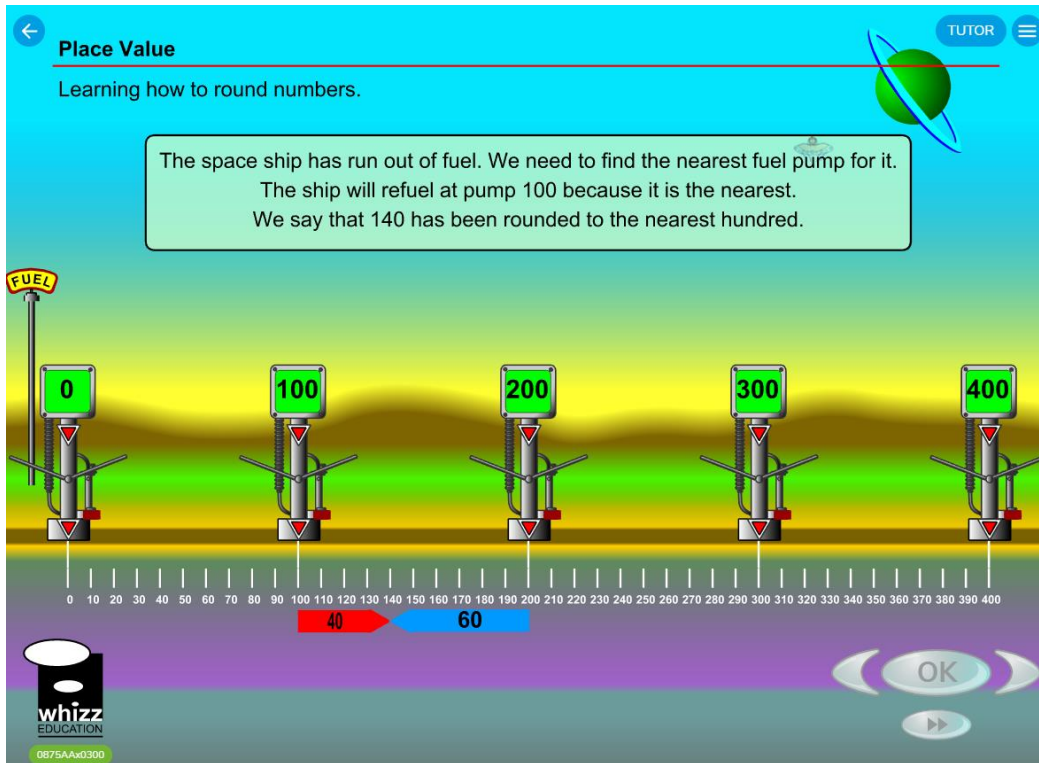 TUTOR
Place Value
Learning how to round numbers.
The space ship has run out of fuel. We need to find the nearest fuel pump for it.
The ship will refuel at pump 100 because it is the nearest.
We say that 140 has been rounded to the nearest hundred.
FUEL
0 100 200 300 400
0 10 20 30 40 50 60 70 80 90 100 110 120 130 140 150 160 170 180 190 200 210 220 230 240 250 260 270 280 290 300 310 320 330 340 350 360 370 380 390 400
40 60
OK
whizz
EDUCATION
0875AAx0300